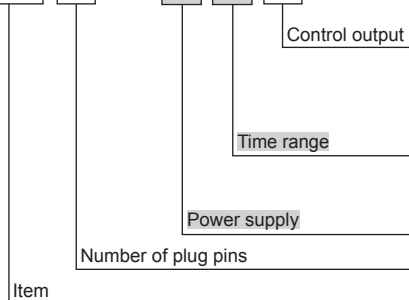 Control output
Time range
Power supply
Number of plug pins
Item